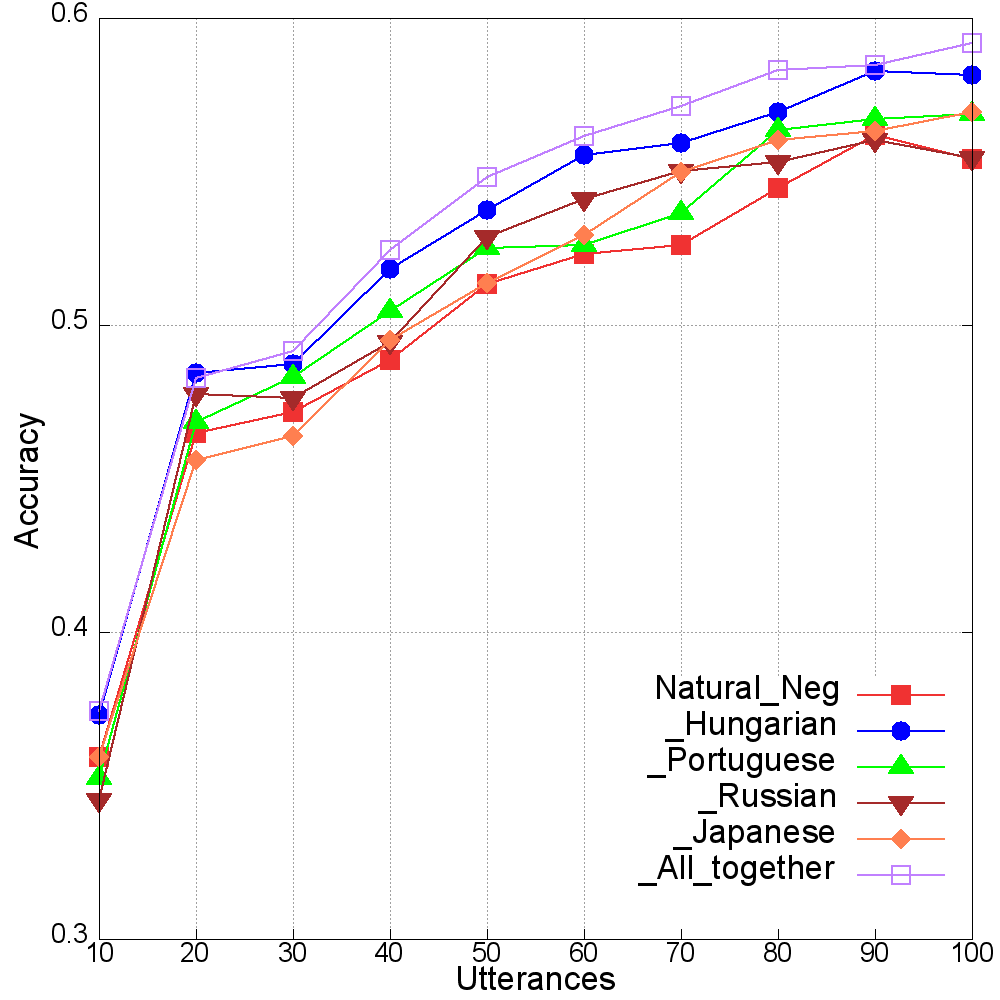 0.6
0.5
0.4
0.3
Accuracy
10 20 30 40 50 60 70 80 90 100
Utterances
Natural_Neg
_Hungarian
_Portuguese
_Russian
_Japanese
_All_together